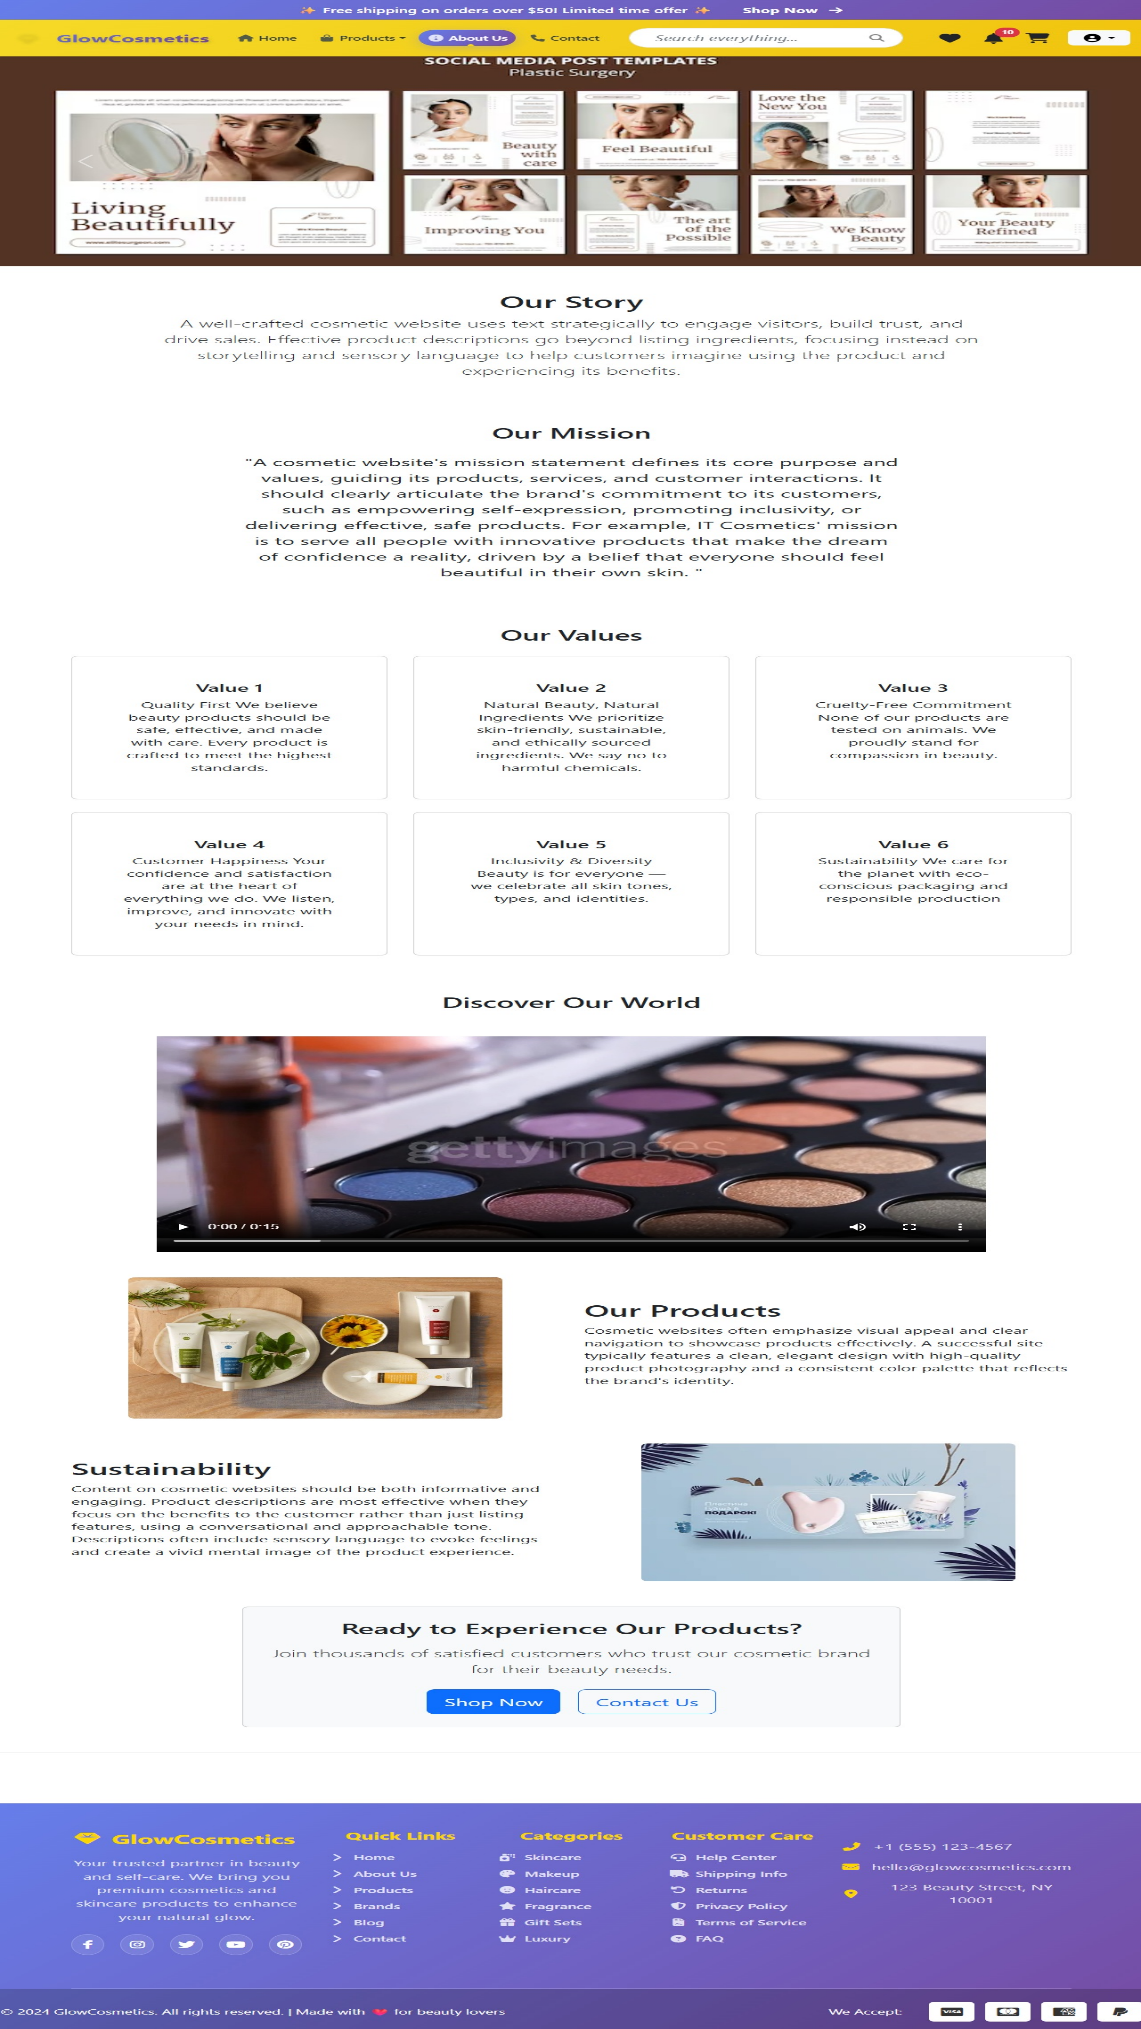 ✨ Free shipping on orders over $50! Limited time offer ✨ Shop Now →
GlowCosmetics
Home
Products
About Us
Contact
Search everything...
10
SOCIAL MEDIA POST TEMPLATES
Plastic Surgery
Living
Beautifully
Beauty
with
care
Feel Beautiful
Love the
New You
Improving You
The art
of the
Possible
We Know
Beauty
Your Beauty
Refined
Our Story
A well-crafted cosmetic website uses text strategically to engage visitors, build trust, and
drive sales. Effective product descriptions go beyond listing ingredients, focusing instead on
storytelling and sensory language to help customers imagine using the product and
experiencing its benefits.
Our Mission
"A cosmetic website's mission statement defines its core purpose and
values, guiding its products, services, and customer interactions. It
should clearly articulate the brand's commitment to its customers,
such as empowering self-expression, promoting inclusivity, or
delivering effective, safe products. For example, IT Cosmetics' mission
is to serve all people with innovative products that make the dream
of confidence a reality, driven by a belief that everyone should feel
beautiful in their own skin. "
Our Values
Value 1
Quality First We believe
beauty products should be
safe, effective, and made
with care. Every product is
crafted to meet the highest
standards.
Value 2
Natural Beauty, Natural
Ingredients We prioritize
skin-friendly, sustainable,
and ethically sourced
ingredients. We say no to
harmful chemicals.
Value 3
Cruelty-Free Commitment
None of our products are
tested on animals. We
proudly stand for
compassion in beauty.
Value 4
Customer Happiness Your
confidence and satisfaction
are at the heart of
everything we do. We listen,
improve, and innovate with
your needs in mind.
Value 5
Inclusivity & Diversity
Beauty is for everyone —
we celebrate all skin tones,
types, and identities.
Value 6
Sustainability We care for
the planet with eco-
conscious packaging and
responsible production
Discover Our World
gettyimages
0:00 / 0:15
Our Products
Cosmetic websites often emphasize visual appeal and clear
navigation to showcase products effectively. A successful site
typically features a clean, elegant design with high-quality
product photography and a consistent color palette that reflects
the brand's identity.
Sustainability
Content on cosmetic websites should be both informative and
engaging. Product descriptions are most effective when they
focus on the benefits to the customer rather than just listing
features, using a conversational and approachable tone.
Descriptions often include sensory language to evoke feelings
and create a vivid mental image of the product experience.
ПОДАРОК!
Ready to Experience Our Products?
Join thousands of satisfied customers who trust our cosmetic brand
for their beauty needs.
Shop Now
Contact Us
GlowCosmetics
Your trusted partner in beauty
and self-care. We bring you
premium cosmetics and
skincare products to enhance
your natural glow.
Quick Links
Home
About Us
Products
Brands
Blog
Contact
Categories
Skincare
Makeup
Haircare
Fragrance
Gift Sets
Luxury
Customer Care
Help Center
Shipping Info
Returns
Privacy Policy
Terms of Service
FAQ
+1 (555) 123-4567
hello@glowcosmetics.com
123 Beauty Street, NY
10001
© 2024 GlowCosmetics. All rights reserved. | Made with ❤ for beauty lovers
We Accept:
VISA